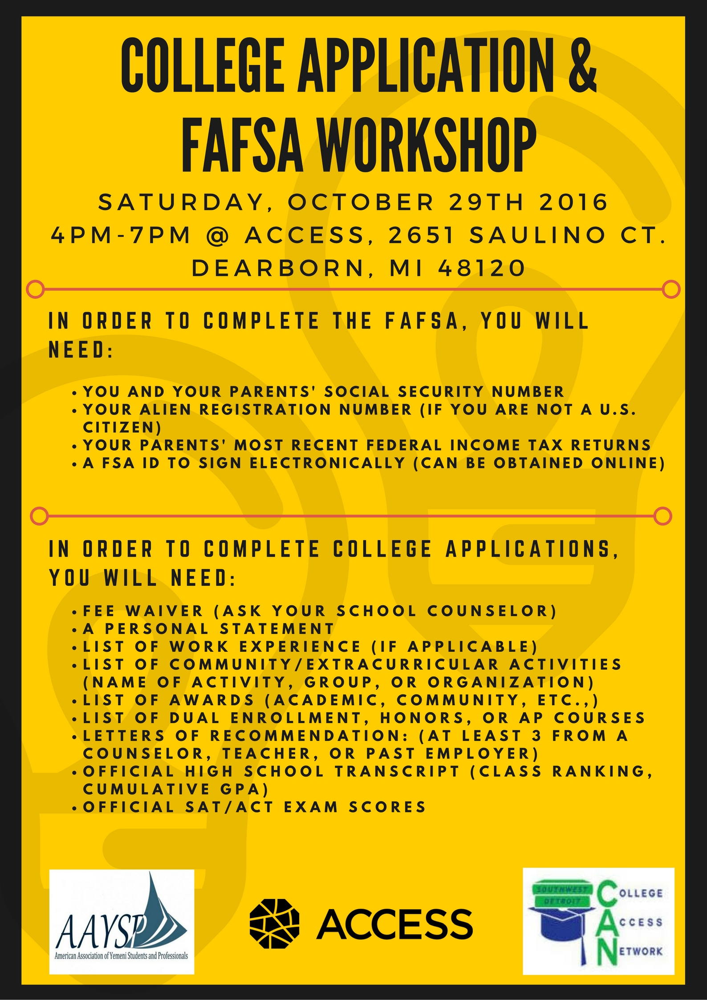 COLLEGE APPLICATION &
FAFSA WORKSHOP
SATURDAY, OCTOBER 29TH 2016
4PM-7PM @ ACCESS, 2651 SAULINO CT.
DEARBORN, MI 48120
IN ORDER TO COMPLETE THE FAFSA, YOU WILL
NEED:
• YOU AND YOUR PARENTS' SOCIAL SECURITY NUMBER
• YOUR ALIEN REGISTRATION NUMBER (IF YOU ARE NOT A U.S.
CITIZEN)
• YOUR PARENTS' MOST RECENT FEDERAL INCOME TAX RETURNS
• A FSA ID TO SIGN ELECTRONICALLY (CAN BE OBTAINED ONLINE)
IN ORDER TO COMPLETE COLLEGE APPLICATIONS,
YOU WILL NEED:
• FEE WAIVER (ASK YOUR SCHOOL COUNSELOR)
• A PERSONAL STATEMENT
• LIST OF WORK EXPERIENCE (IF APPLICABLE)
• LIST OF COMMUNITY/EXTRACURRICULAR ACTIVITIES
(NAME OF ACTIVITY, GROUP, OR ORGANIZATION)
• LIST OF AWARDS (ACADEMIC, COMMUNITY, ETC.,)
• LIST OF DUAL ENROLLMENT, HONORS, OR AP COURSES
• LETTERS OF RECOMMENDATION: (AT LEAST 3 FROM A
COUNSELOR, TEACHER, OR PAST EMPLOYER)
• OFFICIAL HIGH SCHOOL TRANSCRIPT (CLASS RANKING,
CUMULATIVE GPA)
• OFFICIAL SAT/ACT EXAM SCORES
AAYSP
American Association of Yemeni Students and Professionals
ACCESS
SOUTHWEST
DETROIT
COLLEGE
ACCESS
NETWORK